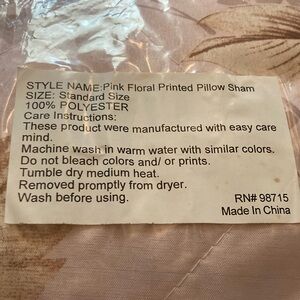 STYLE NAME:Pink Floral Printed Pillow Sham
SIZE: Standard Size
100% POLYESTER
Care Instructions:
These product were manufactured with easy care
mind.
Machine wash in warm water with similar colors.
Do not bleach colors and/ or prints.
Tumble dry medium heat.
Removed promptly from dryer.
Wash before using.
RN# 98715
Made In China